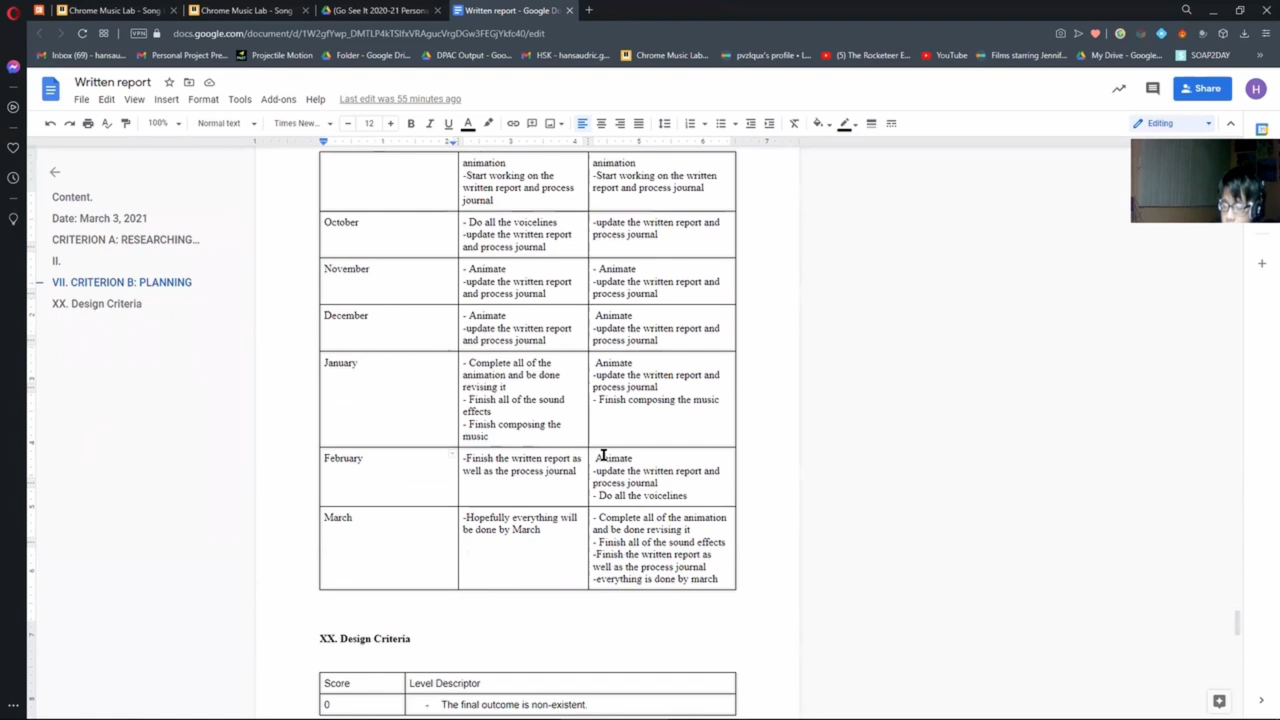 Chrome Music Lab - Song
Chrome Music Lab - Song
(Go See It 2020-21 Persona
Written report - Google Do
VPN
docs.google.com/document/d/1W2gfYwp_DMTLP4kTSIfxVRAgucVrgDGw3FEGjYkfc40/edit
Inbox (69) - hansau...
Personal Project Pre...
Projectile Motion
Folder - Google Dri...
DPAC Output - Goo...
HSK - hansaudric.g...
Chrome Music Lab...
pvzlqux's profile • L...
(5) The Rocketeer E...
YouTube
Films starring Jennif...
My Drive - Google...
SOAP2DAY
Written report
File Edit View Insert Format Tools Add-ons Help
Last edit was 55 minutes ago
Share
H
100%
Normal text
Times New...
12
B I U A
Editing
1 1 2 3 4 5 6 7
Content.
Date: March 3, 2021
CRITERION A: RESEARCHING...
II.
VII. CRITERION B: PLANNING
XX. Design Criteria
animation
-Start working on the
written report and process
journal
animation
-Start working on the written
report and process journal
October
- Do all the voicelines
-update the written report
and process journal
-update the written report and
process journal
November
- Animate
-update the written report
and process journal
- Animate
-update the written report and
process journal
December
- Animate
-update the written report
and process journal
Animate
-update the written report and
process journal
January
- Complete all of the
animation and be done
revising it
- Finish all of the sound
effects
- Finish composing the
music
Animate
-update the written report and
process journal
- Finish composing the music
February
-Finish the written report as
well as the process journal
Animate
-update the written report and
process journal
- Do all the voicelines
March
-Hopefully everything will
be done by March
- Complete all of the animation
and be done revising it
- Finish all of the sound effects
-Finish the written report as
well as the process journal
-everything is done by march
XX. Design Criteria
Score
Level Descriptor
0
- The final outcome is non-existent.